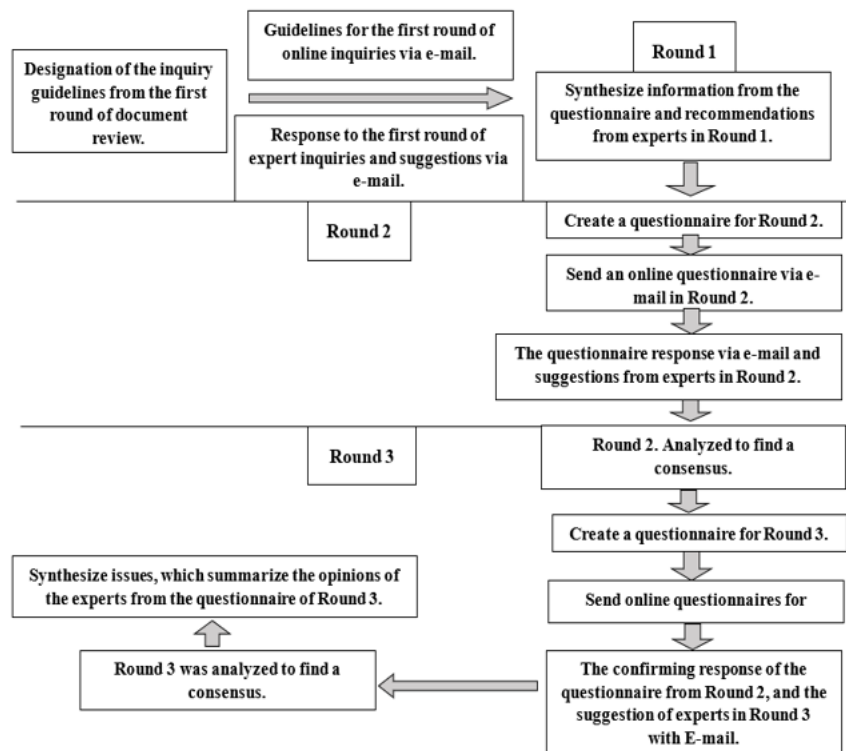 Guidelines for the first round of
online inquiries via e-mail.
Designation of the inquiry
guidelines from the first
round of document
review.
Response to the first round of
expert inquiries and suggestions via
e-mail.
Round 1
Synthesize information from the
questionnaire and recommendations
from experts in Round 1.
Round 2
Create a questionnaire for Round 2.
Send an online questionnaire via e-
mail in Round 2.
The questionnaire response via e-mail and
suggestions from experts in Round 2.
Round 3
Round 2. Analyzed to find a
consensus.
Create a questionnaire for Round 3.
Send online questionnaires for
The confirming response of the
questionnaire from Round 2, and the
suggestion of experts in Round 3
with E-mail.
Round 3 was analyzed to find a
consensus.
Synthesize issues, which summarize the opinions of
the experts from the questionnaire of Round 3.